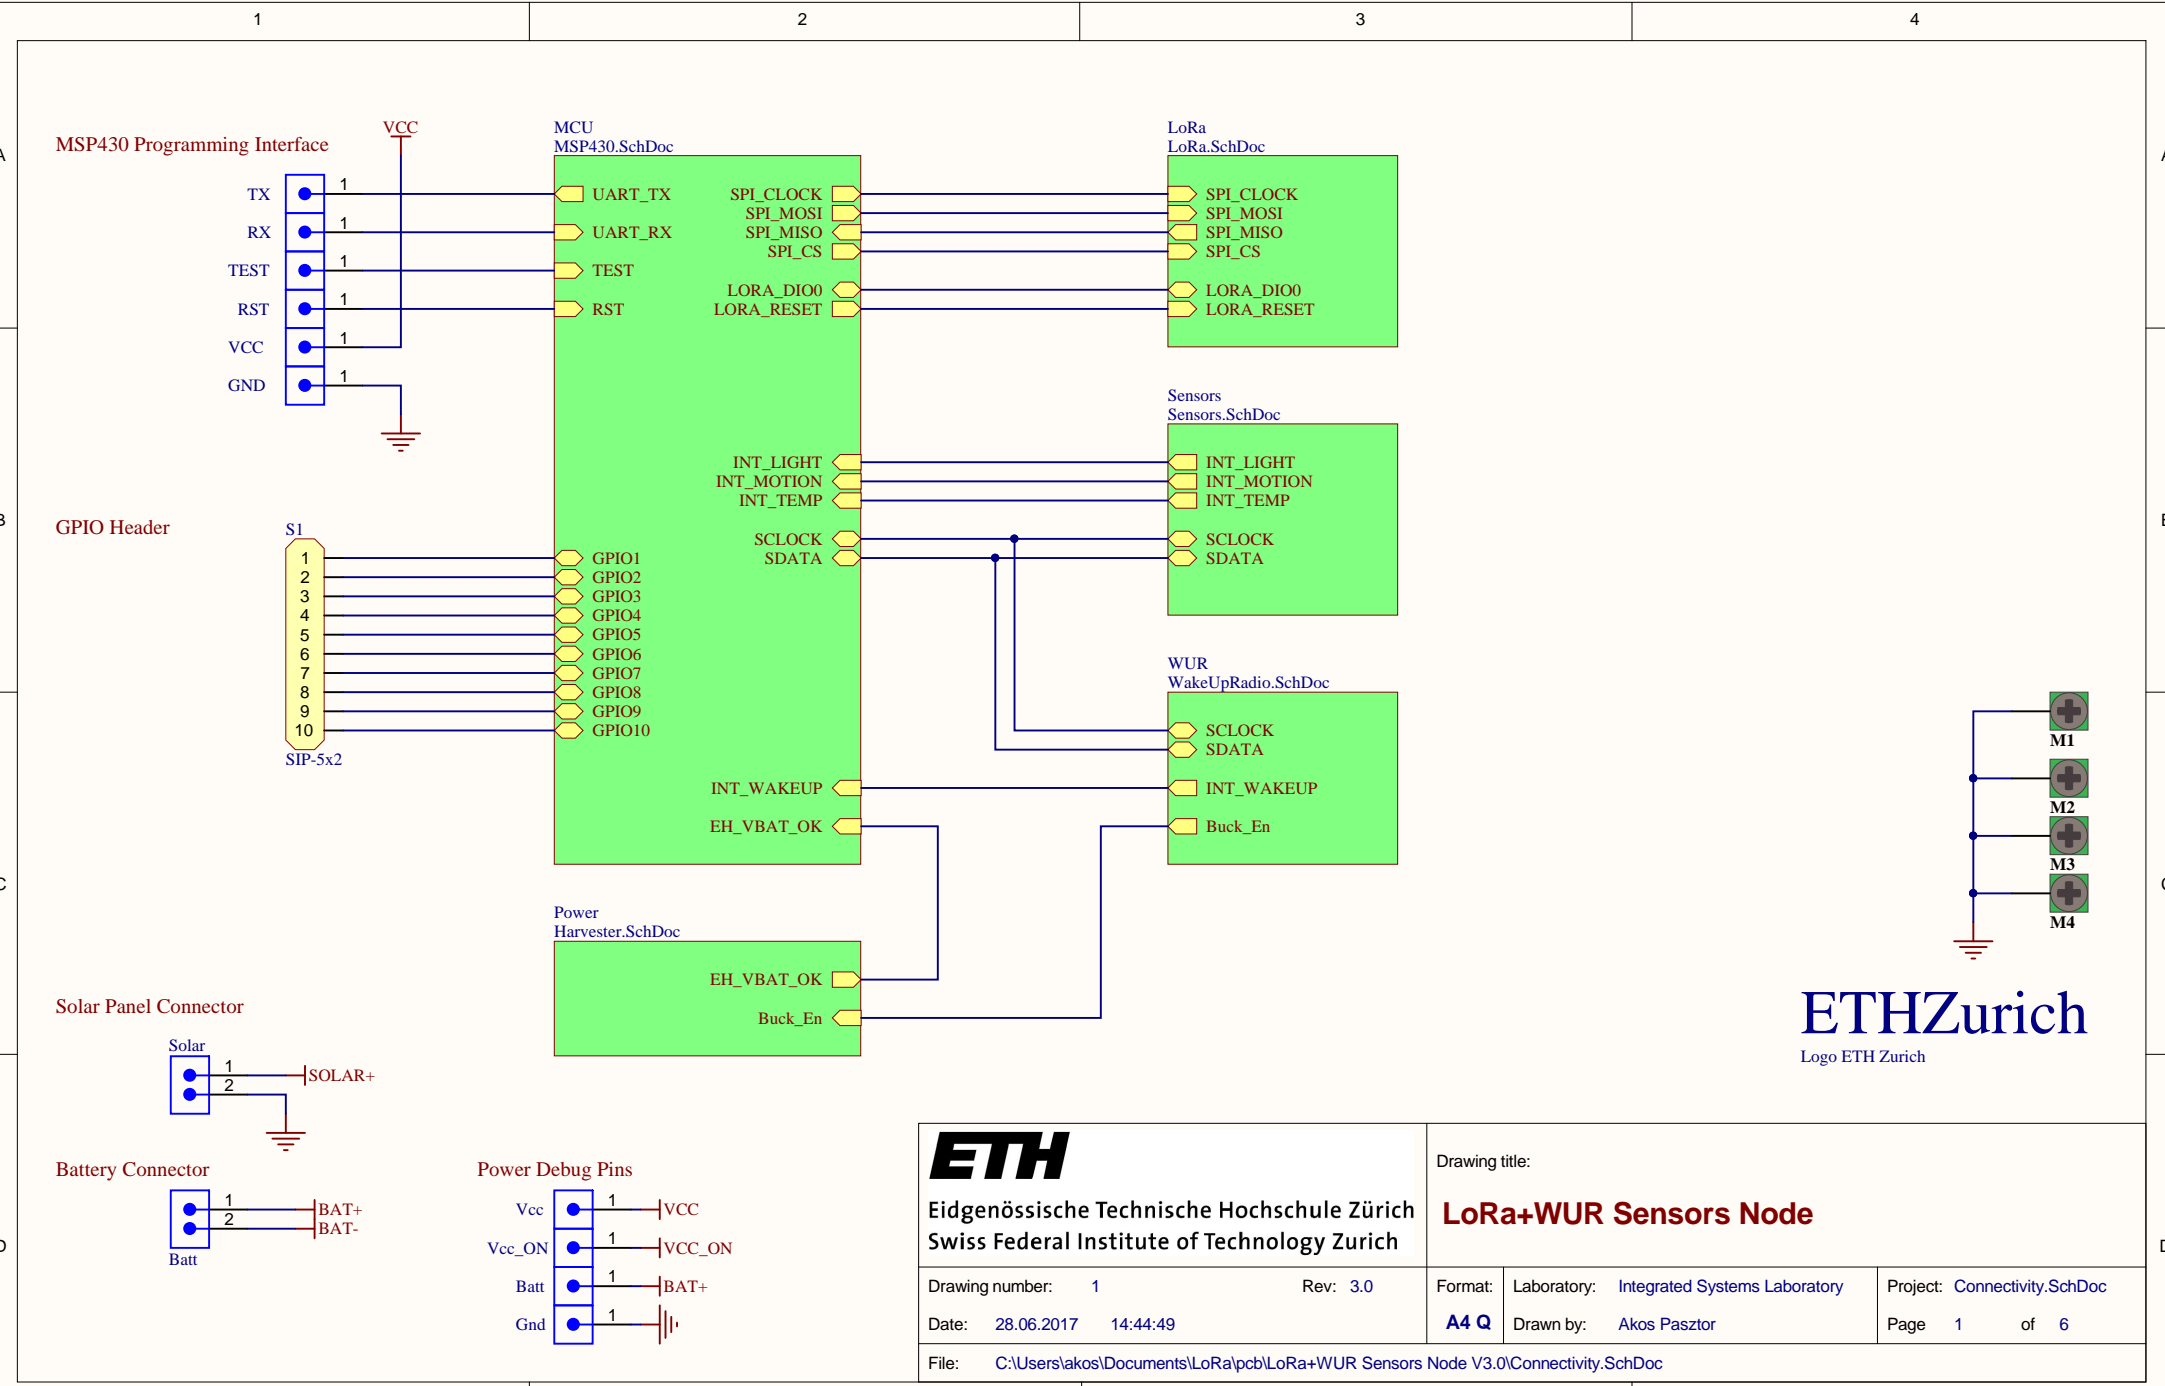 1 2 3 4
A
B
C
D
MSP430 Programming Interface
VCC
TX 1
RX 1
TEST 1
RST 1
VCC 1
GND 1
MCU
MSP430.SchDoc
UART_TX
UART_RX
TEST
RST
SPI_CLOCK
SPI_MOSI
SPI_MISO
SPI_CS
LORA_DIO0
LORA_RESET
INT_LIGHT
INT_MOTION
INT_TEMP
SCLOCK
SDATA
GPIO1
GPIO2
GPIO3
GPIO4
GPIO5
GPIO6
GPIO7
GPIO8
GPIO9
GPIO10
INT_WAKEUP
EH_VBAT_OK
LoRa
LoRa.SchDoc
SPI_CLOCK
SPI_MOSI
SPI_MISO
SPI_CS
LORA_DIO0
LORA_RESET
Sensors
Sensors.SchDoc
INT_LIGHT
INT_MOTION
INT_TEMP
SCLOCK
SDATA
WUR
WakeUpRadio.SchDoc
SCLOCK
SDATA
INT_WAKEUP
Buck_En
GPIO Header
S1
1
2
3
4
5
6
7
8
9
10
SIP-5x2
Power
Harvester.SchDoc
EH_VBAT_OK
Buck_En
M1
M2
M3
M4
ETHZurich
Logo ETH Zurich
Solar Panel Connector
Solar
1 SOLAR+
2
Battery Connector
1 BAT+
2 BAT-
Batt
Power Debug Pins
Vcc 1 VCC
Vcc_ON 1 VCC_ON
Batt 1 BAT+
Gnd 1
ETH
Eidgenössische Technische Hochschule Zürich
Swiss Federal Institute of Technology Zurich
Drawing title:
LoRa+WUR Sensors Node
Drawing number: 1 Rev: 3.0
Date: 28.06.2017 14:44:49
Format:
A4 Q
Laboratory: Integrated Systems Laboratory
Drawn by: Akos Pasztor
Project: Connectivity.SchDoc
Page 1 of 6
File: C:\Users\akos\Documents\LoRa\pcb\LoRa+WUR Sensors Node V3.0\Connectivity.SchDoc